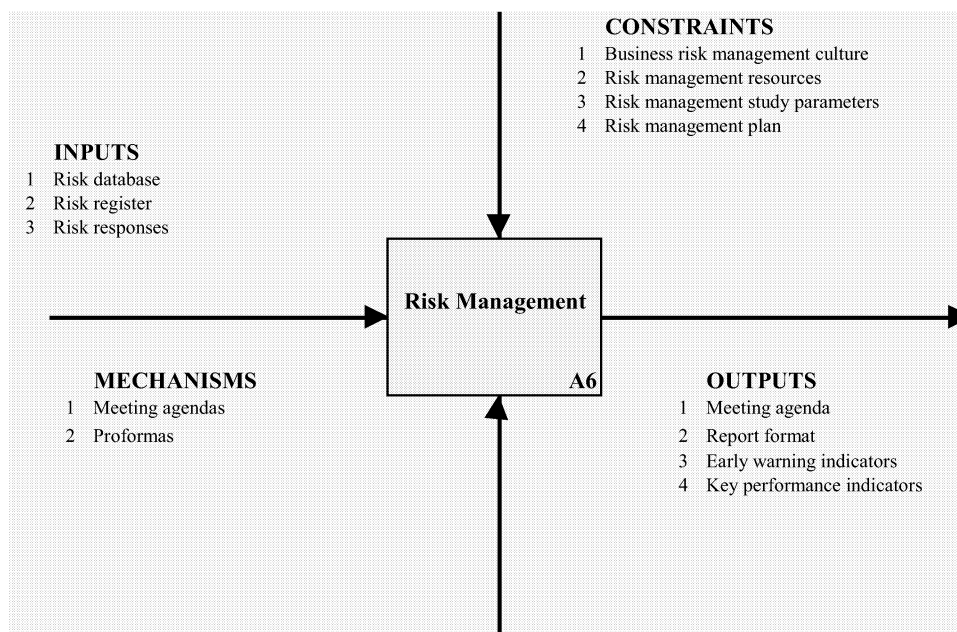 CONSTRAINTS
1 Business risk management culture
2 Risk management resources
3 Risk management study parameters
4 Risk management plan
INPUTS
1 Risk database
2 Risk register
3 Risk responses
Risk Management
A6
MECHANISMS
1 Meeting agendas
2 Proformas
OUTPUTS
1 Meeting agenda
2 Report format
3 Early warning indicators
4 Key performance indicators